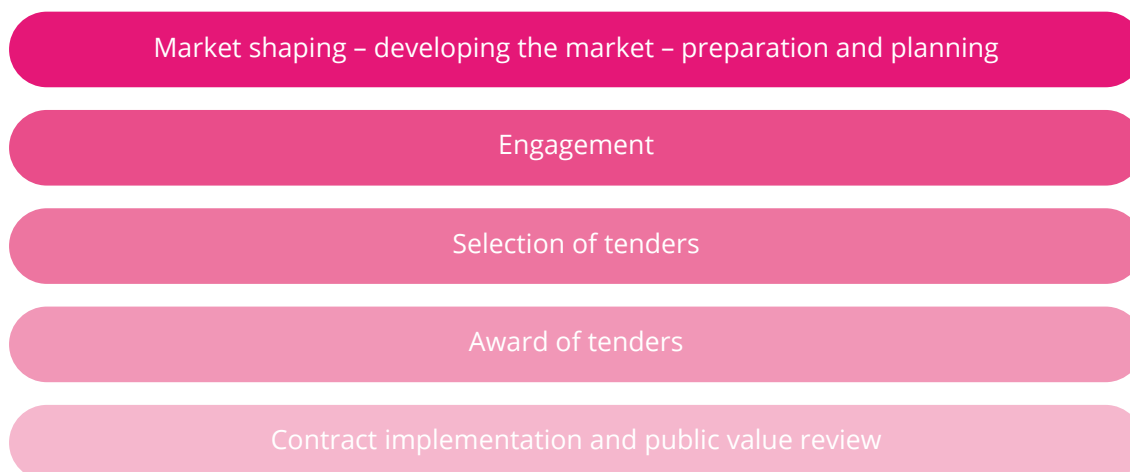 Market shaping – developing the market – preparation and planning
Engagement
Selection of tenders
Award of tenders
Contract implementation and public value review